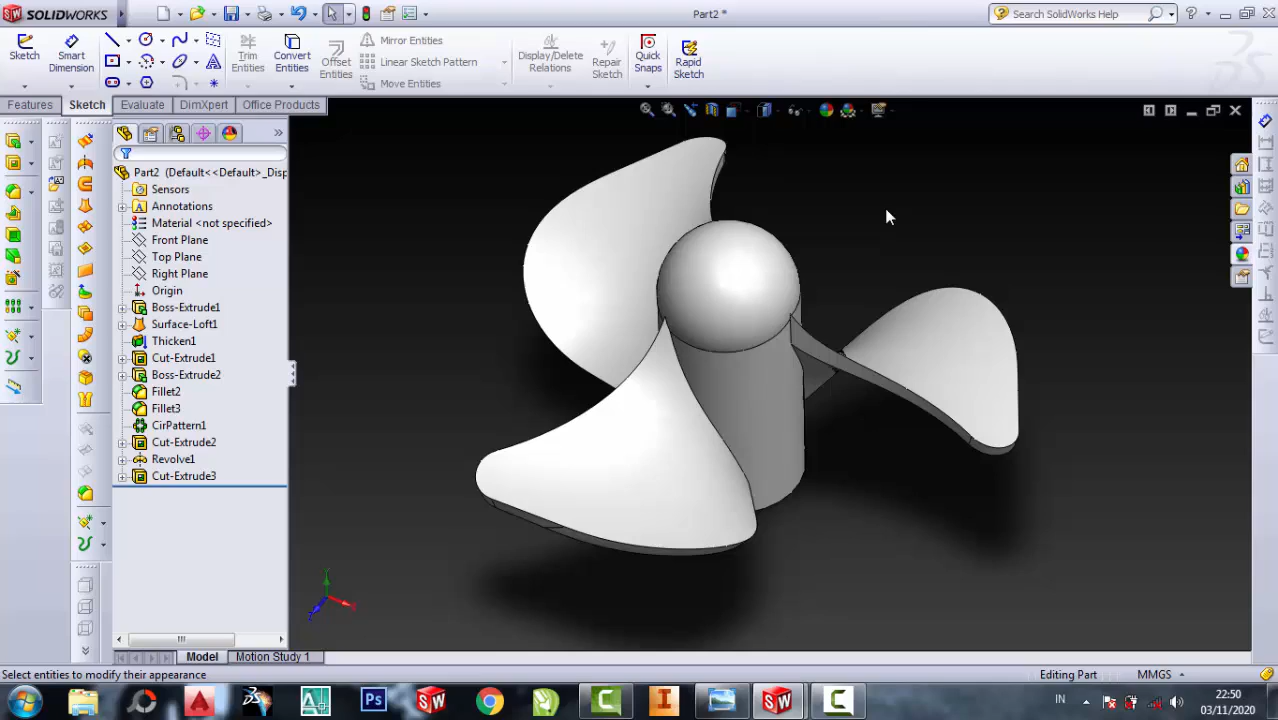 SOLIDWORKS
Part2 *
Search SolidWorks Help
Sketch
Smart Dimension
Trim Entities
Convert Entities
Offset Entities
Mirror Entities
Linear Sketch Pattern
Move Entities
Display/Delete Relations
Repair Sketch
Quick Snaps
Rapid Sketch
Features
Sketch
Evaluate
DimXpert
Office Products
Part2 (Default<<Default>_Disp
Sensors
Annotations
Material <not specified>
Front Plane
Top Plane
Right Plane
Origin
Boss-Extrude1
Surface-Loft1
Thicken1
Cut-Extrude1
Boss-Extrude2
Fillet2
Fillet3
CirPattern1
Cut-Extrude2
Revolve1
Cut-Extrude3
Model
Motion Study 1
Select entities to modify their appearance
Editing Part
MMGS
IN
22:50
03/11/2020